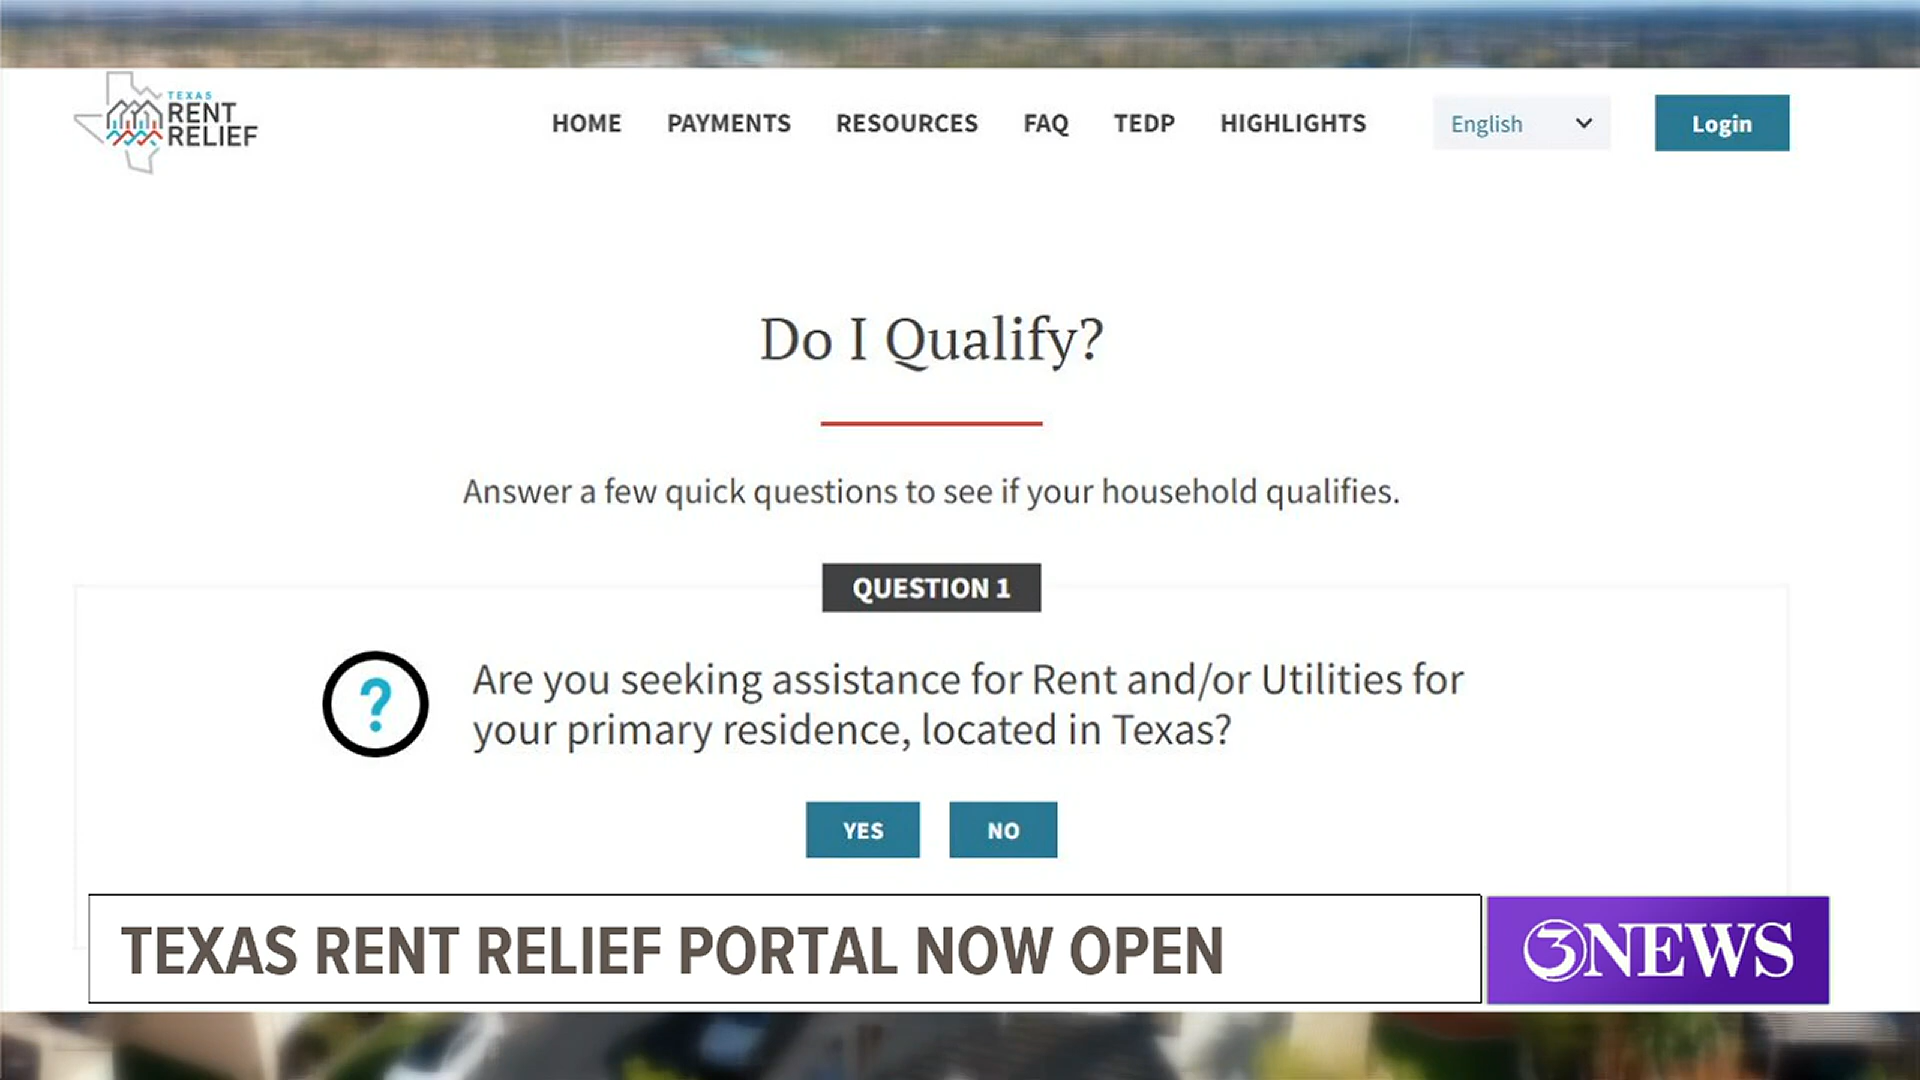 TEXAS
RENT
RELIEF
HOME PAYMENTS RESOURCES FAQ TEDP HIGHLIGHTS English Login
Do I Qualify?
Answer a few quick questions to see if your household qualifies.
QUESTION 1
?
Are you seeking assistance for Rent and/or Utilities for
your primary residence, located in Texas?
YES NO
TEXAS RENT RELIEF PORTAL NOW OPEN
3NEWS